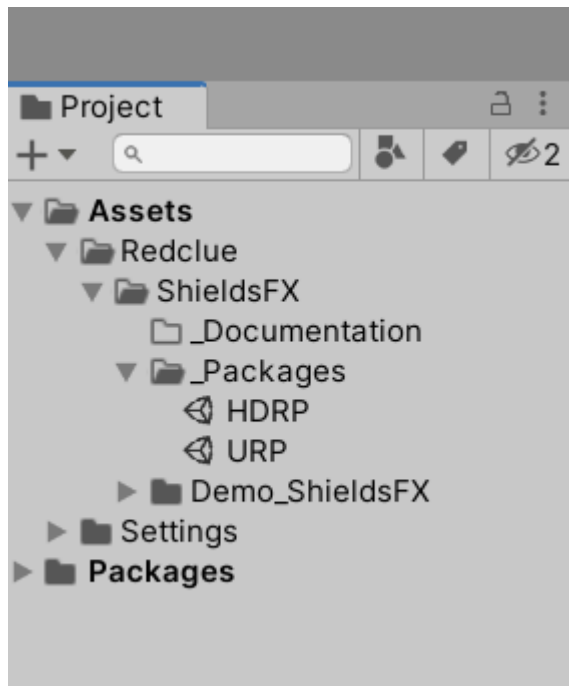 Project
2
Assets
Redclue
ShieldsFX
_Documentation
_Packages
HDRP
URP
Demo_ShieldsFX
Settings
Packages